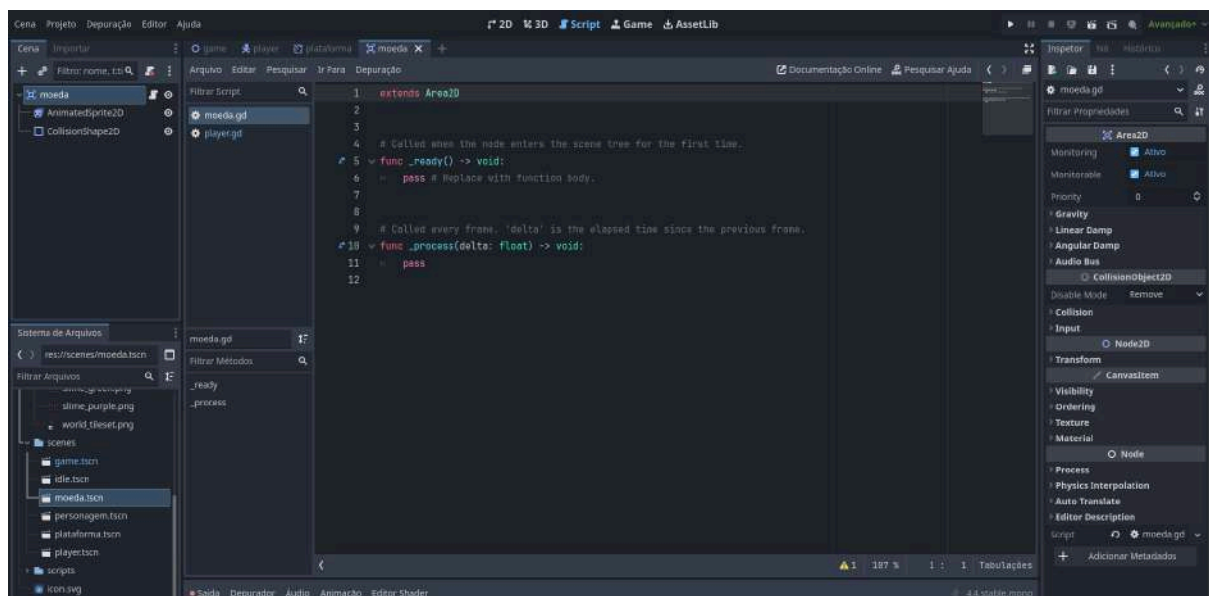 Cena Projeto Depuração Editor Ajuda
2D 3D Script Game AssetLib
Avançado+
Cena Importar
game player plataforma moeda
Inspetor Nó Histórico
Filtro: nome, t:ti
Arquivo Editar Pesquisar Ir Para Depuração
Documentação Online Pesquisar Ajuda
moeda
AnimatedSprite2D
CollisionShape2D
Filtrar Script
moeda.gd
player.gd
1 extends Area2D
2
3
4 # Called when the node enters the scene tree for the first time.
5 func _ready() -> void:
6 pass # Replace with function body.
7
8
9 # Called every frame. 'delta' is the elapsed time since the previous frame.
10 func _process(delta: float) -> void:
11 pass
12
moeda.gd
Filtrar Propriedades
Area2D
Monitoring Ativo
Monitorable Ativo
Priority 0
Gravity
Linear Damp
Angular Damp
Audio Bus
CollisionObject2D
Disable Mode Remove
Collision
Input
Node2D
Transform
CanvasItem
Visibility
Ordering
Texture
Material
Node
Process
Physics Interpolation
Auto Translate
Editor Description
Script moeda.gd
Adicionar Metadados
Sistema de Arquivos
res://scenes/moeda.tscn
Filtrar Arquivos
slime_green.png
slime_purple.png
world_tileset.png
scenes
game.tscn
idle.tscn
moeda.tscn
personagem.tscn
plataforma.tscn
player.tscn
scripts
icon.svg
moeda.gd
Filtrar Métodos
_ready
_process
1 187 % 1 : 1 Tabulações
Saída Depurador Áudio Animação Editor Shader
4.4.stable.mono